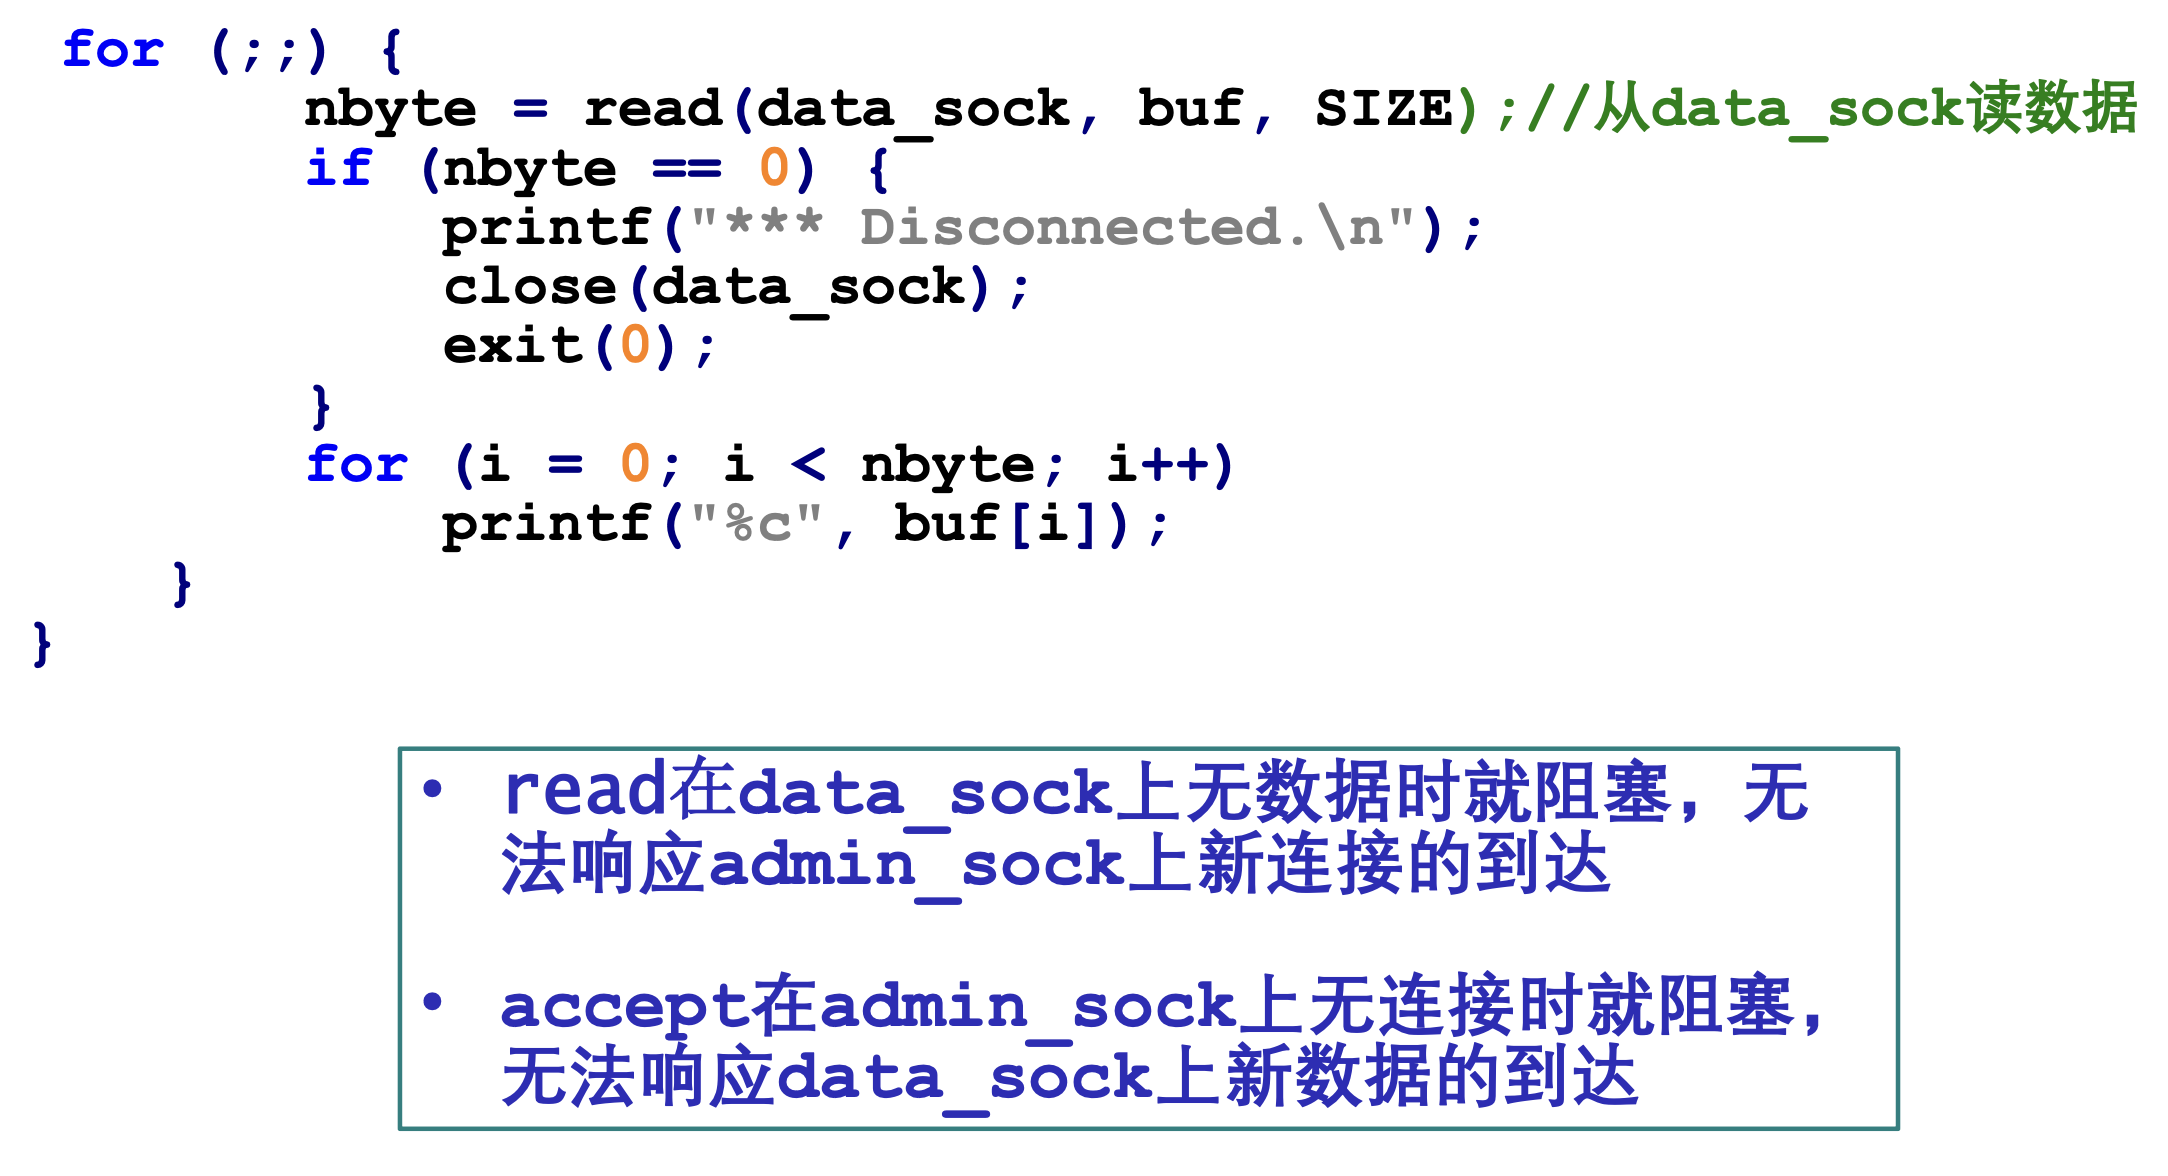 for (;;) {
nbyte = read(data_sock, buf, SIZE);//从data_sock读数据
if (nbyte == 0) {
printf("*** Disconnected.\n");
close(data_sock);
exit(0);
}
for (i = 0; i < nbyte; i++)
printf("%c", buf[i]);
}
}
• read在data_sock上无数据时就阻塞，无
法响应admin_sock上新连接的到达
• accept在admin_sock上无连接时就阻塞，
无法响应data_sock上新数据的到达